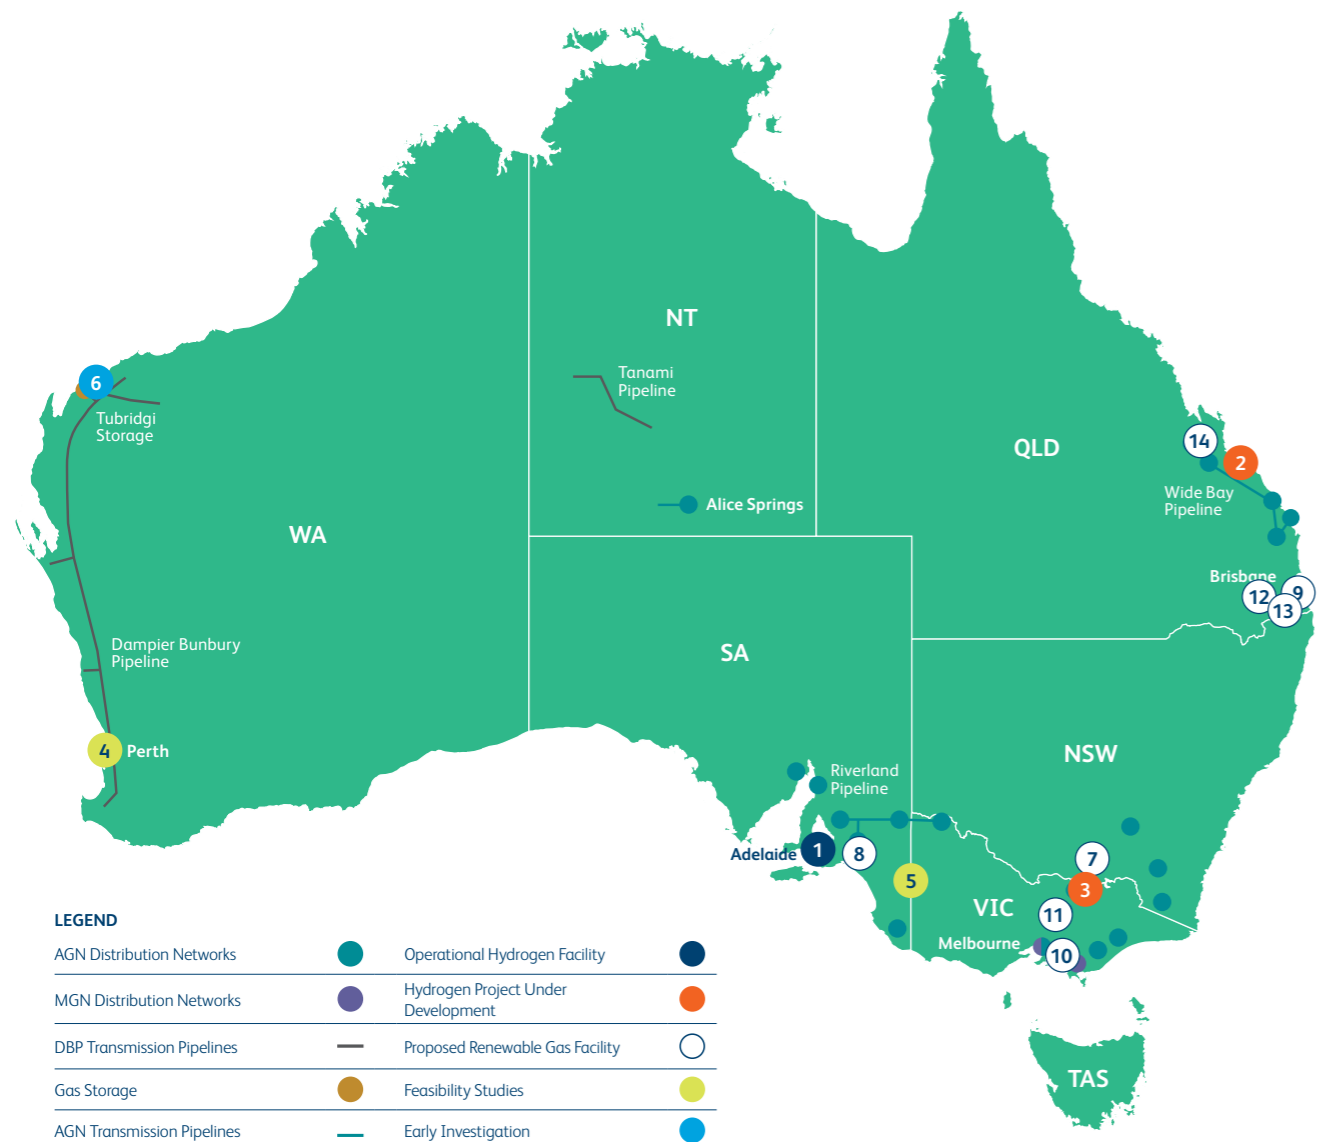 NT
Tanami
Pipeline
6
Tubridgi
Storage
14
2
QLD
Wide Bay
Pipeline
Alice Springs
WA
Brisbane
12
9
13
Dampier Bunbury
Pipeline
SA
4
Perth
NSW
Riverland
Pipeline
Adelaide
1
8
7
5
3
VIC
11
Melbourne
10
TAS
LEGEND
AGN Distribution Networks
Operational Hydrogen Facility
MGN Distribution Networks
Hydrogen Project Under
Development
DBP Transmission Pipelines
Proposed Renewable Gas Facility
Gas Storage
Feasibility Studies
AGN Transmission Pipelines
Early Investigation